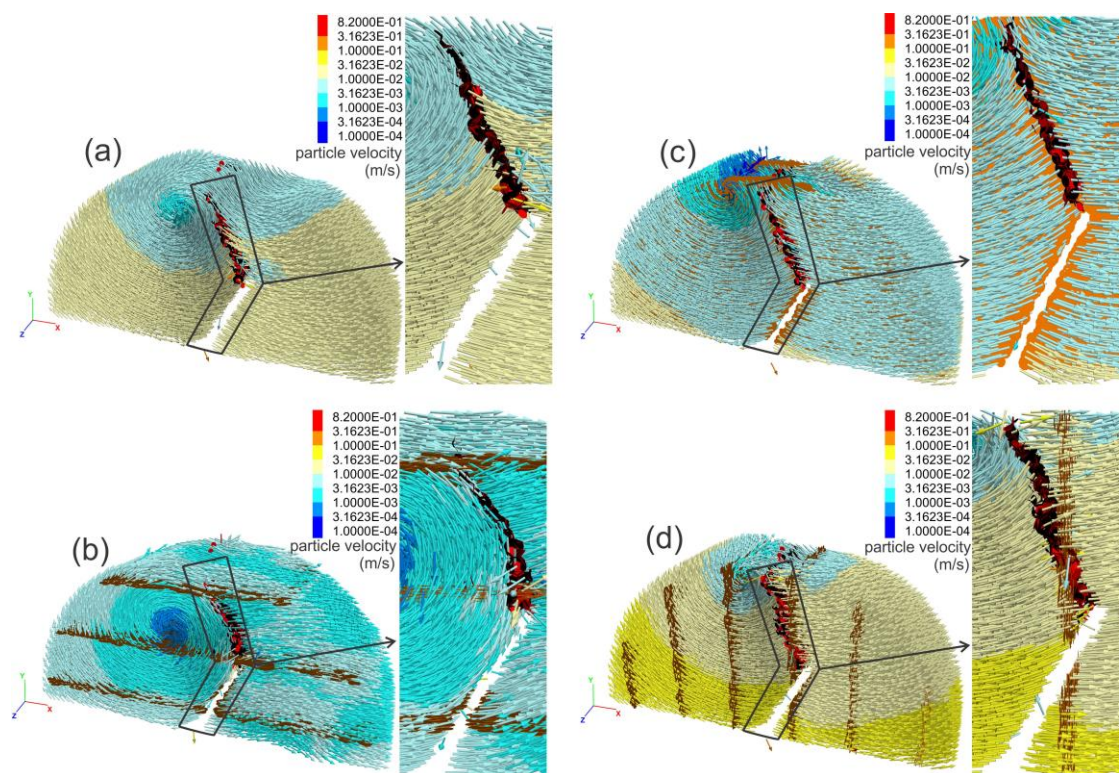 8.2000E-01
3.1623E-01
1.0000E-01
3.1623E-02
1.0000E-02
3.1623E-03
1.0000E-03
3.1623E-04
1.0000E-04
particle velocity
(m/s)
(a)
Y
X
Z
8.2000E-01
3.1623E-01
1.0000E-01
3.1623E-02
1.0000E-02
3.1623E-03
1.0000E-03
3.1623E-04
1.0000E-04
particle velocity
(m/s)
(c)
Y
X
Z
8.2000E-01
3.1623E-01
1.0000E-01
3.1623E-02
1.0000E-02
3.1623E-03
1.0000E-03
3.1623E-04
1.0000E-04
particle velocity
(m/s)
(b)
Y
X
Z
8.2000E-01
3.1623E-01
1.0000E-01
3.1623E-02
1.0000E-02
3.1623E-03
1.0000E-03
3.1623E-04
1.0000E-04
particle velocity
(m/s)
(d)
Y
X
Z